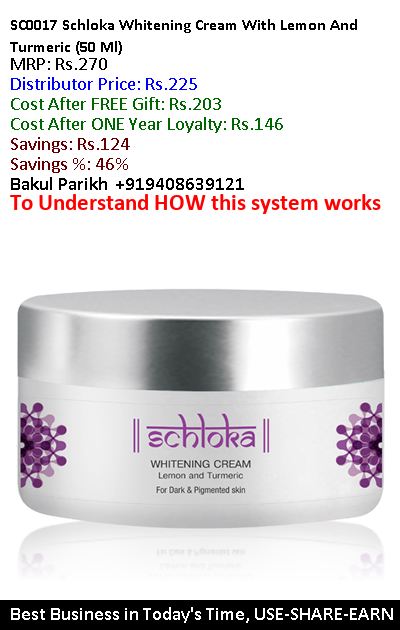 SC0017 Schloka Whitening Cream With Lemon And
Turmeric (50 Ml)
MRP: Rs.270
Distributor Price: Rs.225
Cost After FREE Gift: Rs.203
Cost After ONE Year Loyalty: Rs.146
Savings: Rs.124
Savings %: 46%
Bakul Parikh +919408639121
To Understand HOW this system works
|| schloka ||
WHITENING CREAM
Lemon and Turmeric
For Dark & Pigmented skin
Best Business in Today's Time, USE-SHARE-EARN